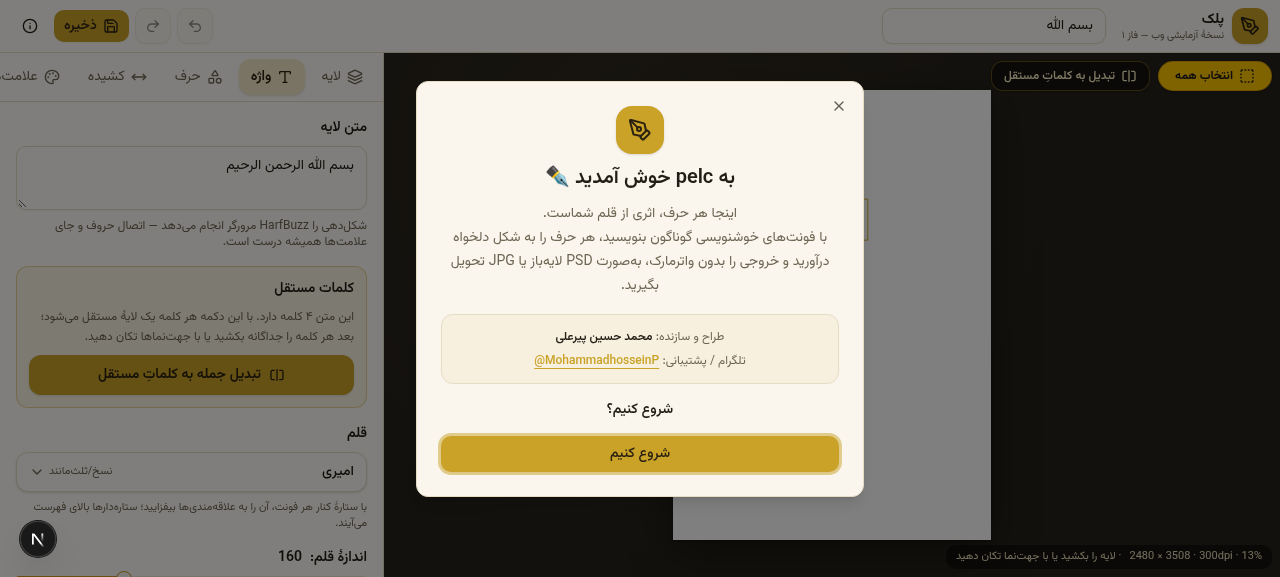 پلک
نسخهٔ آزمایشی وب — فاز ۱
بسم الله
ذخیره
انتخاب همه
تبدیل به کلماتِ مستقل
لایه
واژه
حرف
کشیده
علامت
متن لایه
بسم الله الرحمن الرحیم
شکل‌دهی را HarfBuzz مرورگر انجام می‌دهد — اتصال حروف و جای
علامت‌ها همیشه درست است.
کلمات مستقل
این متن ۴ کلمه دارد. با این دکمه هر کلمه یک لایهٔ مستقل می‌شود؛
بعد هر کلمه را جداگانه بکشید یا با جهت‌نماها تکان دهید.
تبدیل جمله به کلماتِ مستقل
قلم
امیری
نسخ/ثلث‌مانند
با ستارهٔ کنار هر فونت، آن را به علاقه‌مندی‌ها بیفزایید؛ ستاره‌دارها بالای فهرست
می‌آیند.
اندازهٔ قلم: 160
به pelc خوش آمدید ✒️
اینجا هر حرف، اثری از قلم شماست.
با فونت‌های خوشنویسی گوناگون بنویسید، هر حرف را به شکل دلخواه
درآورید و خروجی را بدون واترمارک، به‌صورت PSD لایه‌باز یا JPG تحویل
بگیرید.
طراح و سازنده: محمد حسین پیرعلی
تلگرام / پشتیبانی: @MohammadhosseinP
شروع کنیم؟
شروع کنیم
13% · 300dpi · 2480 × 3508 · لایه را بکشید یا با جهت‌نما تکان دهید
N